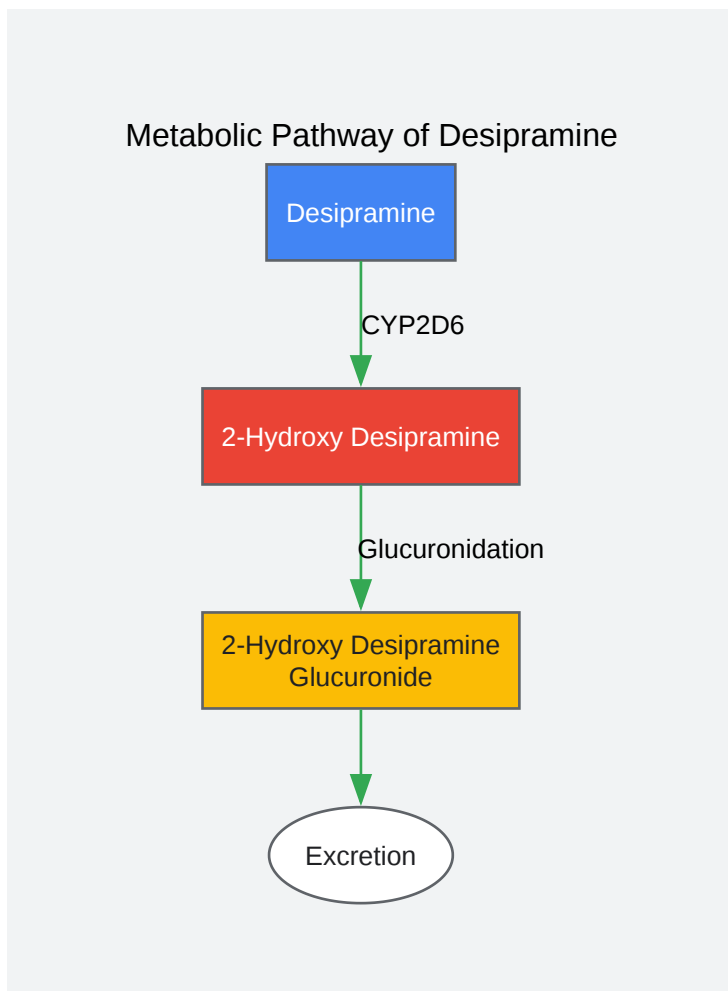 Metabolic Pathway of Desipramine
Desipramine
CYP2D6
2-Hydroxy Desipramine
Glucuronidation
2-Hydroxy Desipramine
Glucuronide
Excretion